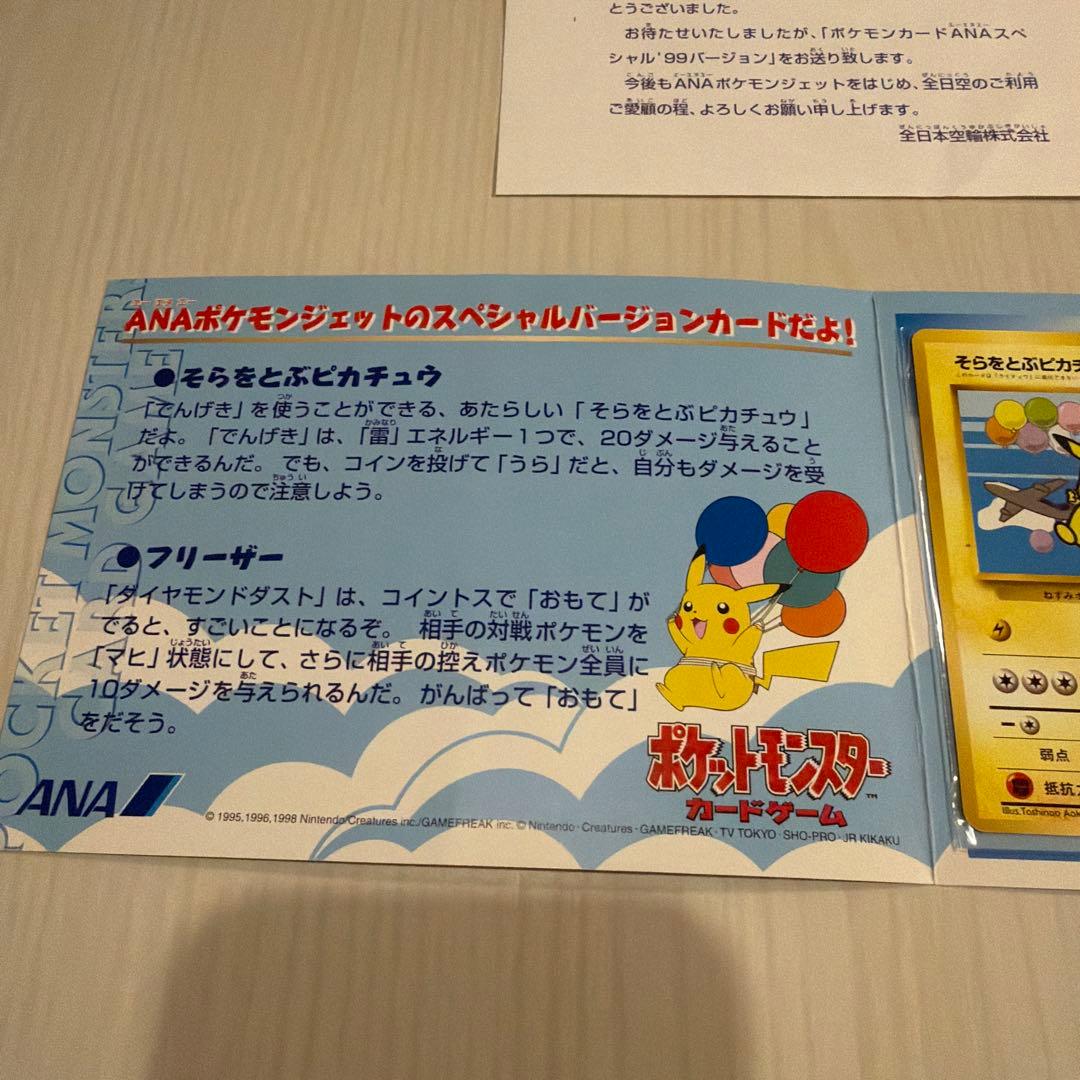 とうございました。
お待たせいたしましたが、「ポケモンカードANAスペ
シャル'99バージョン」をお送り致します。
今後もANAポケモンジェットをはじめ、全日空のご利用
ご愛顧の程、よろしくお願い申し上げます。
全日本空輸株式会社
ANAポケモンジェットのスペシャルバージョンカードだよ!
●そらをとぶピカチュウ
「でんげき」を使うことができる、あたらしい「そらをとぶピカチュウ」
だよ。「でんげき」は、「雷」エネルギー1つで、20ダメージ与えること
ができるんだ。でも、コインを投げて「うら」だと、自分もダメージを受
けてしまうので注意しよう。
●フリーザー
「ダイヤモンドダスト」は、コイントスで「おもて」が
でると、すごいことになるぞ。相手の対戦ポケモンを
「マヒ」状態にして、さらに相手の控えポケモン全員に
10ダメージを与えられるんだ。がんばって「おもて」
をだそう。
ポケットモンスター™
カードゲーム
ANA
© 1995,1996,1998 Nintendo/Creatures inc./GAMEFREAK inc. © Nintendo・Creatures・GAMEFREAK・TV TOKYO・SHO-PRO・JR KIKAKU
POCKET MONSTER
CARD GAME
そらをとぶピカチ
ねずみポ
弱点
抵抗力
Illus.Toshinao Aok